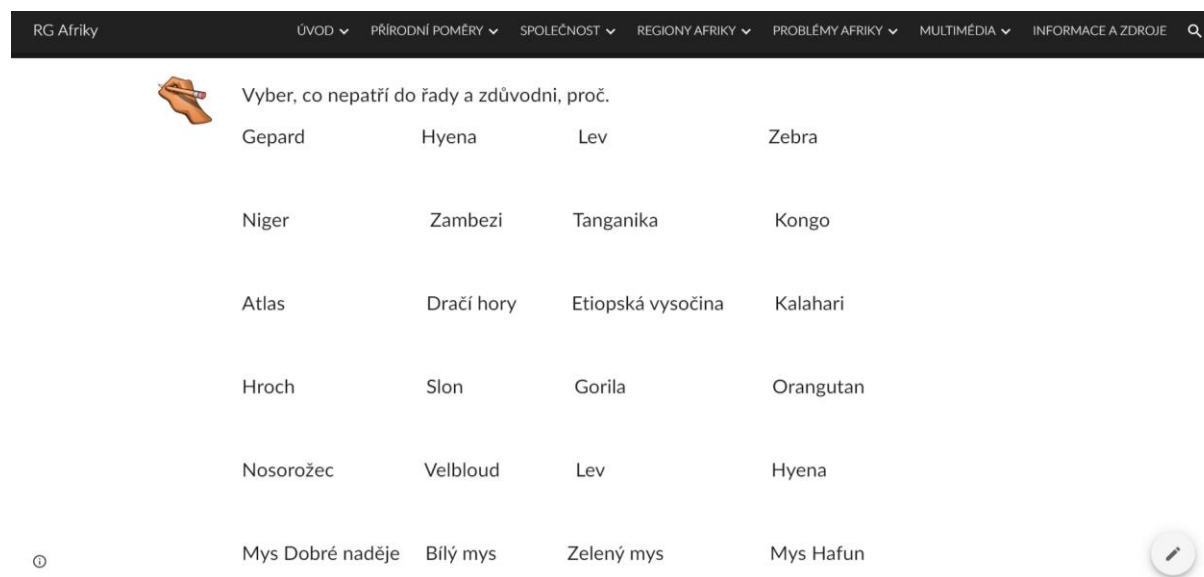 RG Afriky ÚVOD PŘÍRODNÍ POMĚRY SPOLEČNOST REGIONY AFRIKY PROBLÉMY AFRIKY MULTIMÉDIA INFORMACE A ZDROJE
Vyber, co nepatří do řady a zdůvodni, proč.
Gepard Hyena Lev Zebra
Niger Zambezi Tanganika Kongo
Atlas Dračí hory Etiopská vysočina Kalahari
Hroch Slon Gorila Orangutan
Nosorožec Velbloud Lev Hyena
Mys Dobré naděje Bílý mys Zelený mys Mys Hafun